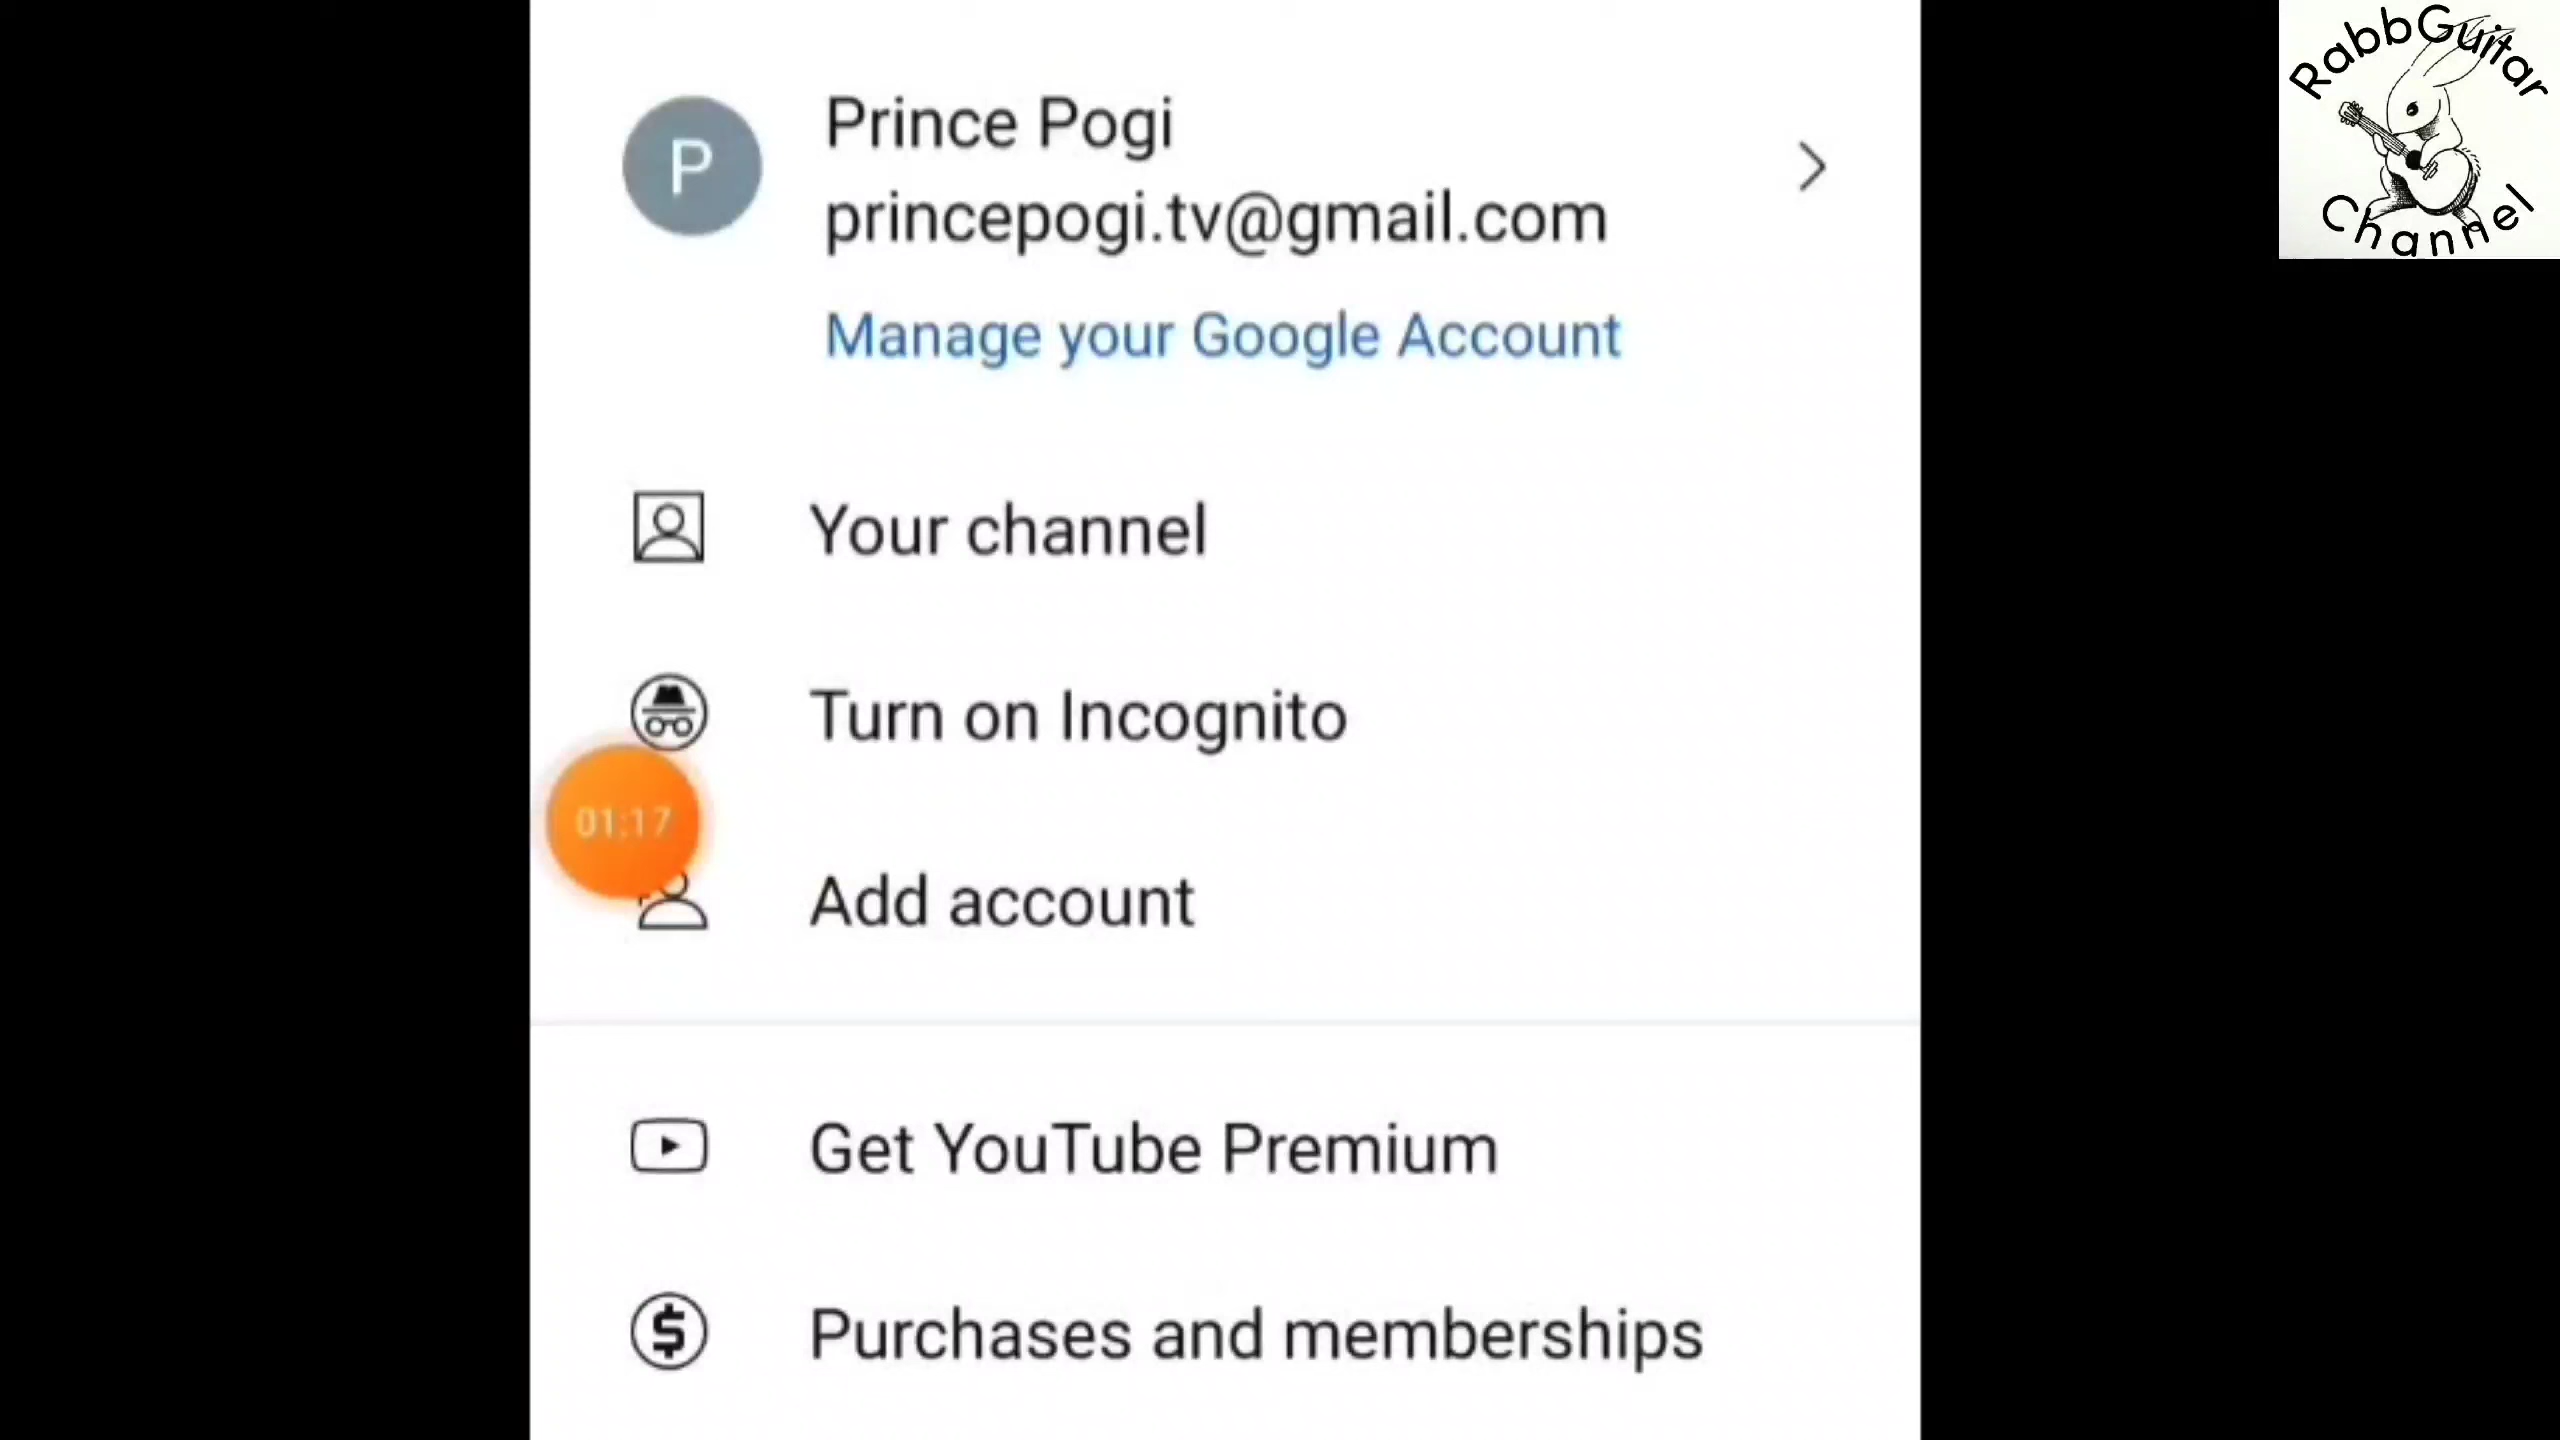 RabbGuitar
Channel
P
Prince Pogi
princepogi.tv@gmail.com
Manage your Google Account
Your channel
Turn on Incognito
01:17
Add account
Get YouTube Premium
$
Purchases and memberships